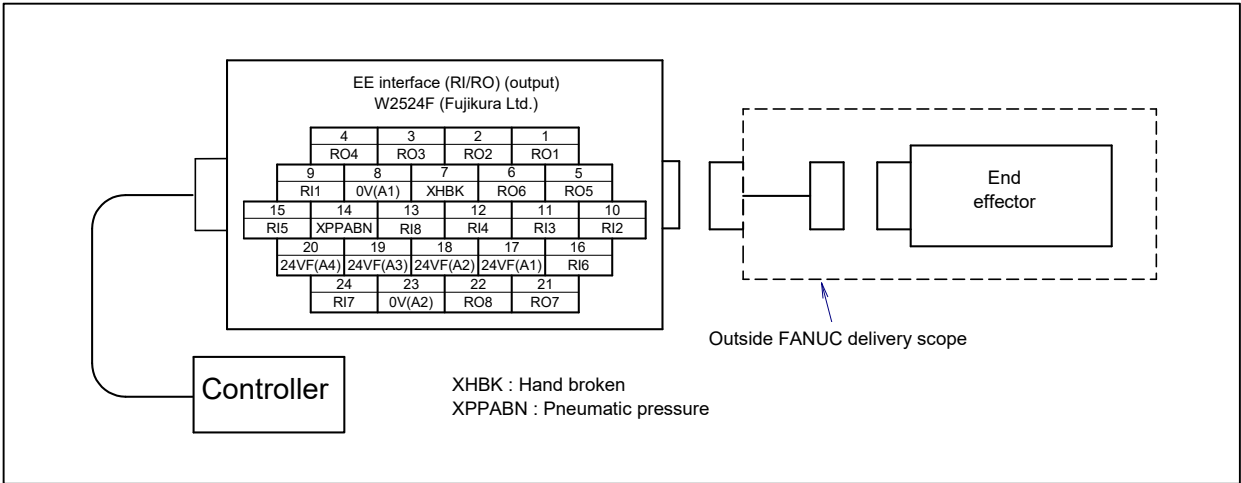 EE interface (RI/RO) (output)
W2524F (Fujikura Ltd.)
4 3 2 1
RO4 RO3 RO2 RO1
9 8 7 6 5
RI1 0V(A1) XHBK RO6 RO5
15 14 13 12 11 10
RI5 XPPABN RI8 RI4 RI3 RI2
20 19 18 17 16
24VF(A4) 24VF(A3) 24VF(A2) 24VF(A1) RI6
24 23 22 21
RI7 0V(A2) RO8 RO7
End
effector
Outside FANUC delivery scope
Controller
XHBK : Hand broken
XPPABN : Pneumatic pressure